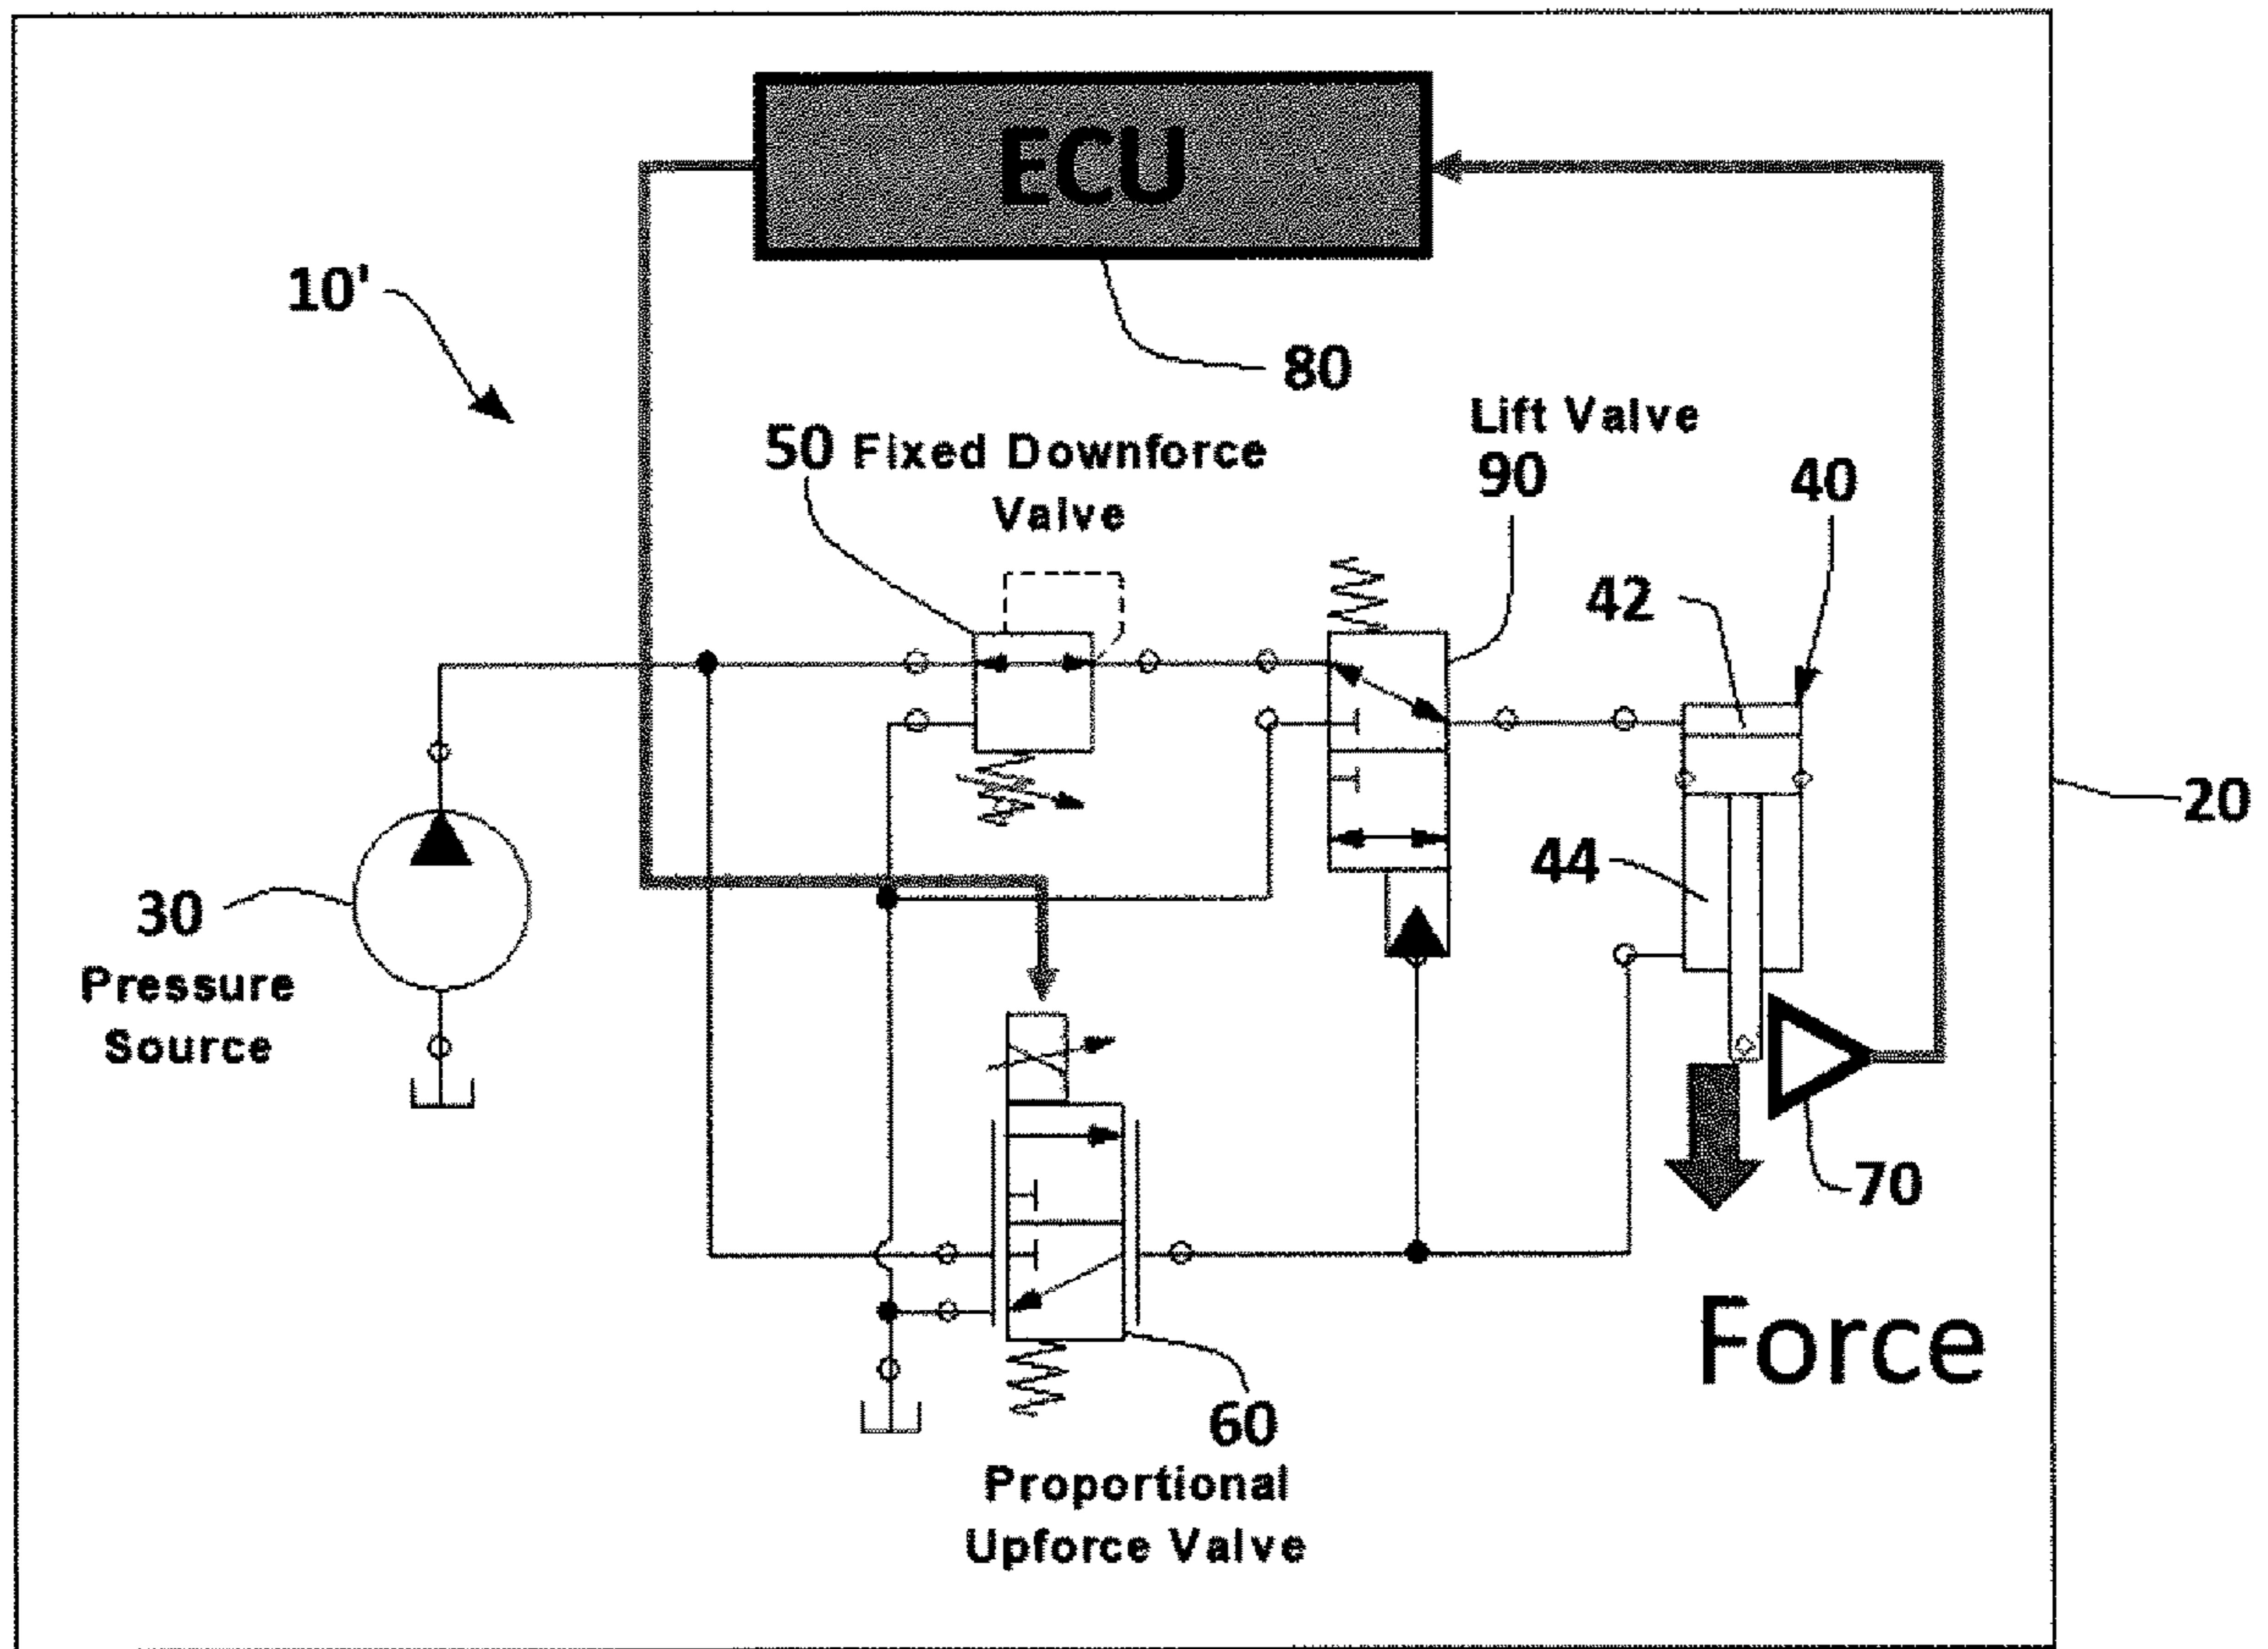 ECU
10'
80
Lift Valve
50 Fixed Downforce
90
40
Valve
42
20
44
30
Pressure
Source
70
Force
60
Proportional
Upforce Valve